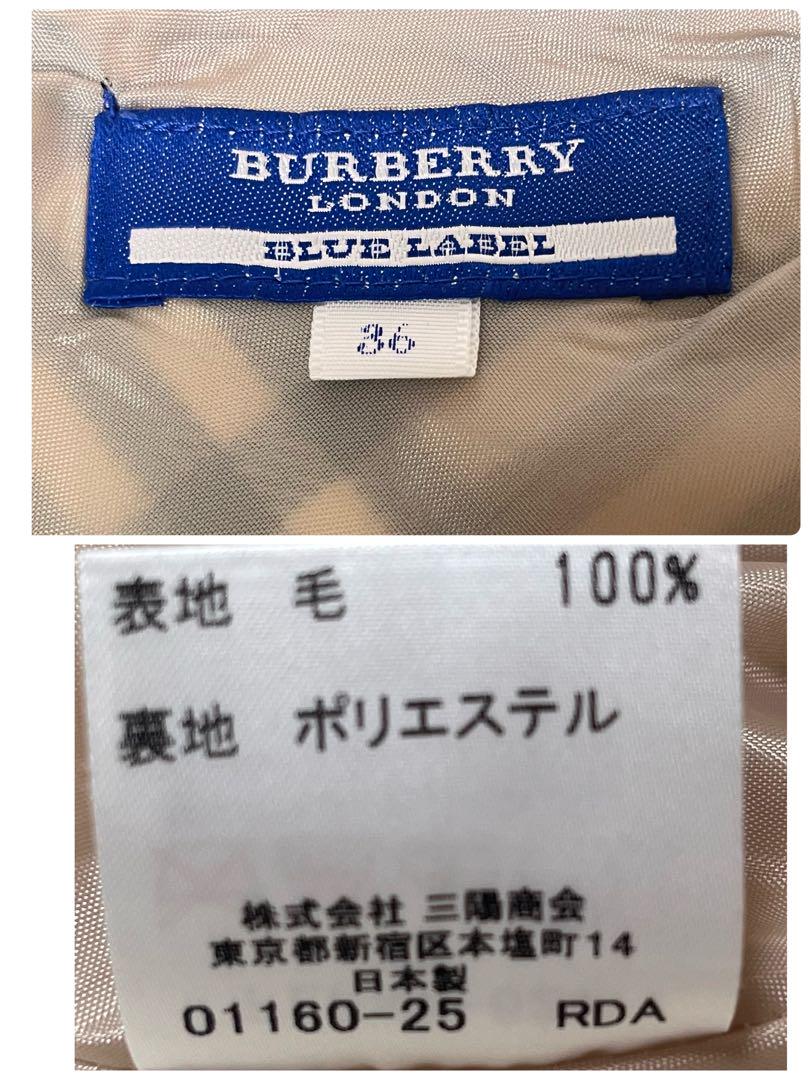 BURBERRY
LONDON
BLUE LABEL
36
表地 毛 100%
裏地 ポリエステル
株式会社 三陽商会
東京都新宿区本塩町14
日本製
01160-25 RDA